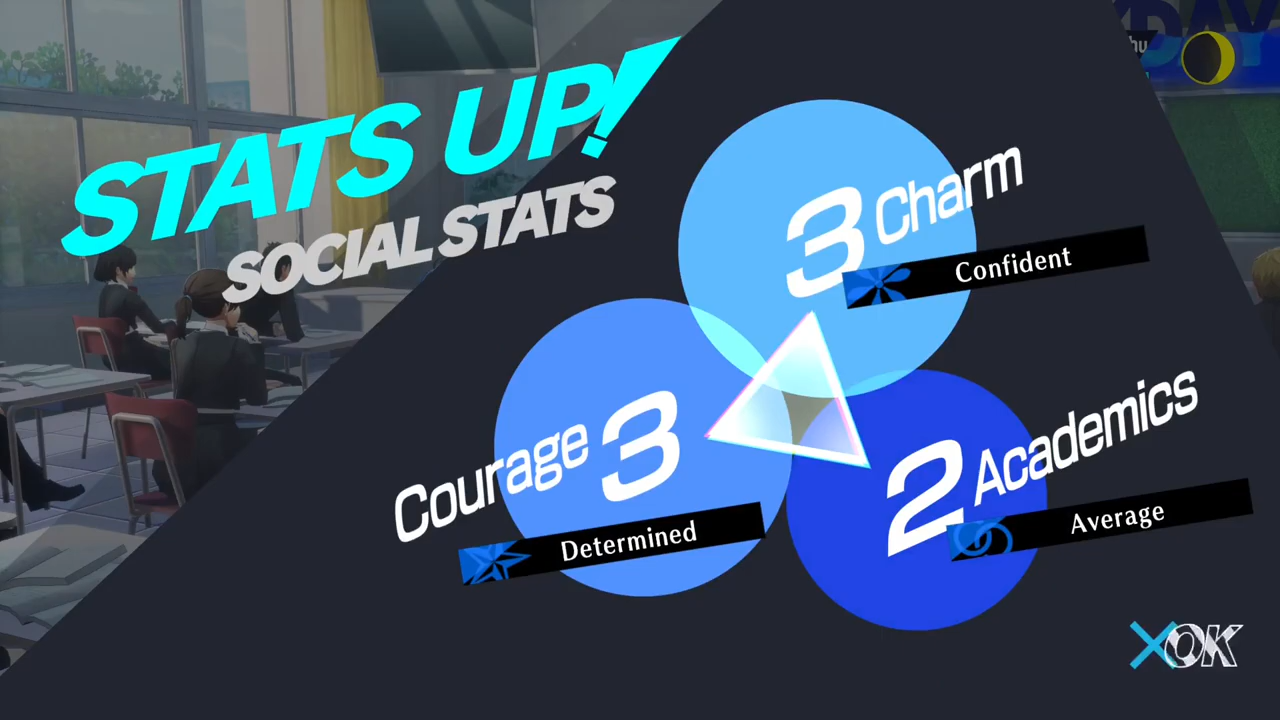 STATS UP!
SOCIAL STATS
3 Charm
Confident
Courage 3
Determined
2 Academics
Average
OK